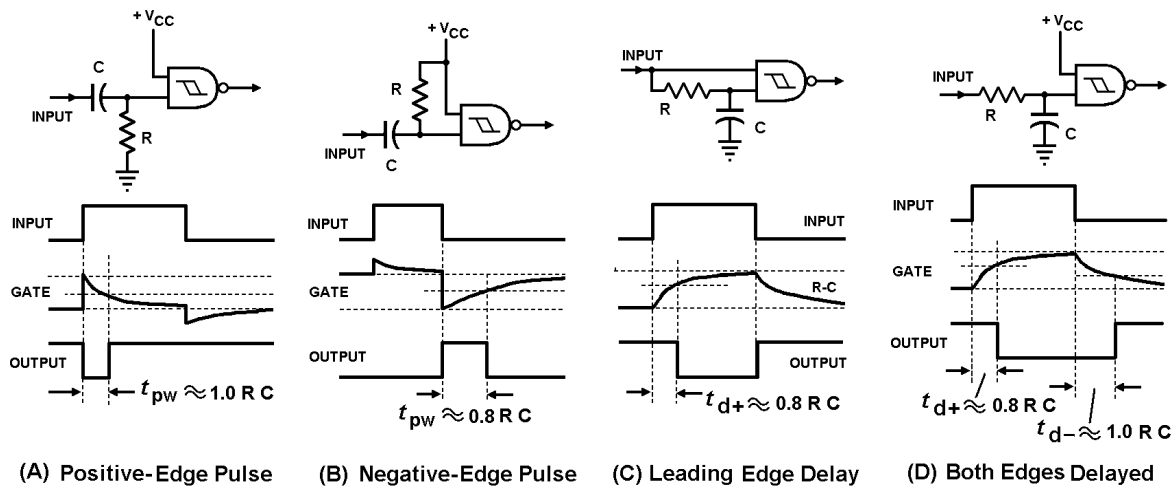 + VCC
C
INPUT
R
INPUT
GATE
OUTPUT
tpw ≈ 1.0 R C
(A) Positive-Edge Pulse
+ VCC
R
INPUT
C
INPUT
GATE
OUTPUT
tpw ≈ 0.8 R C
(B) Negative-Edge Pulse
INPUT
R
C
INPUT
GATE
R-C
OUTPUT
td+ ≈ 0.8 R C
(C) Leading Edge Delay
+ VCC
INPUT
R
C
INPUT
GATE
OUTPUT
td+ ≈ 0.8 R C
td– ≈ 1.0 R C
(D) Both Edges Delayed